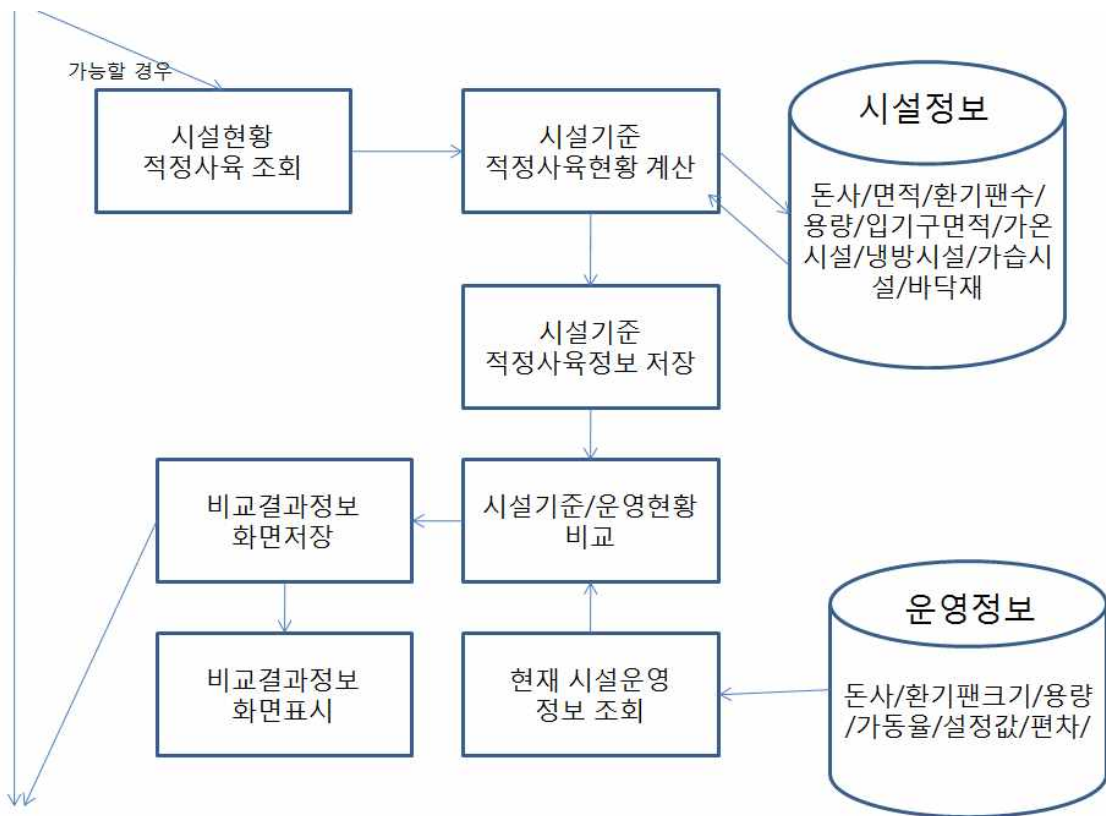 가능할 경우
시설현황
적정사육 조회
시설기준
적정사육현황 계산
시설정보
돈사/면적/환기팬수/
용량/입기구면적/가온
시설/냉방시설/가습시
설/바닥재
시설기준
적정사육정보 저장
비교결과정보
화면저장
시설기준/운영현황
비교
운영정보
돈사/환기팬크기/용량
/가동율/설정값/편차/
비교결과정보
화면표시
현재 시설운영
정보 조회